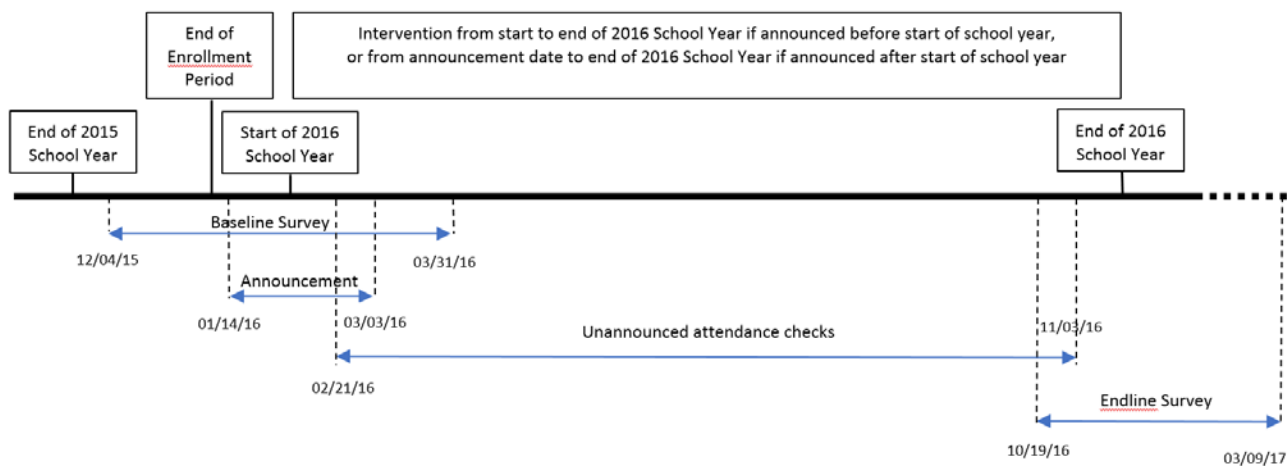 End of
Enrollment
Period
Intervention from start to end of 2016 School Year if announced before start of school year,
or from announcement date to end of 2016 School Year if announced after start of school year
End of 2015
School Year
Start of 2016
School Year
End of 2016
School Year
Baseline Survey
12/04/15
03/31/16
Announcement
01/14/16
03/03/16
Unannounced attendance checks
11/03/16
02/21/16
Endline Survey
10/19/16
03/09/17